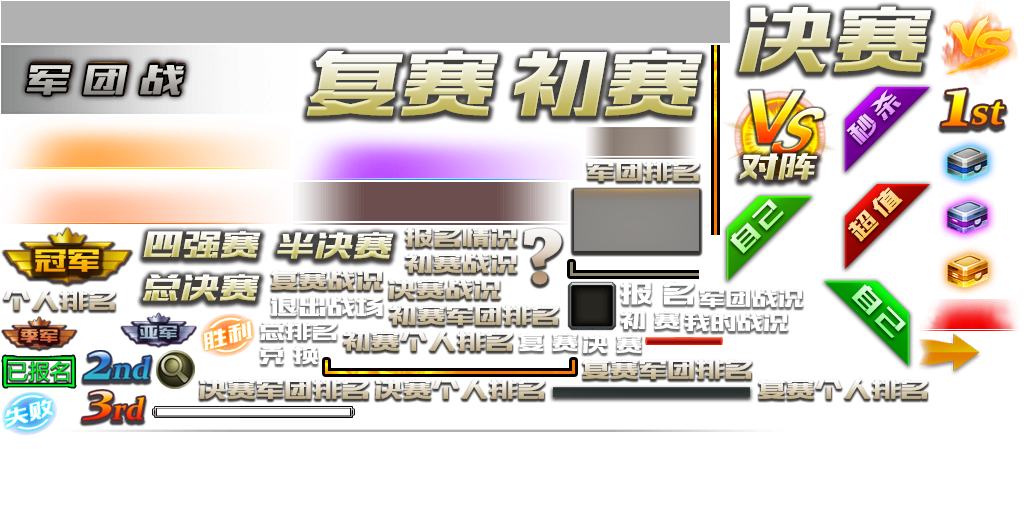 决赛
VS
军团战
复赛
初赛
VS
对阵
秒杀
1st
军团排名
自己
超值
冠军
四强赛
半决赛
报名情况
初赛战况
总决赛
复赛战况
决赛战况
?
个人排名
退出战场
初赛军团排名
报名
军团战况
初赛
我的战况
自己
季军
亚军
胜利
总排名
兑换
初赛个人排名
复赛
决赛
已报名
2nd
复赛军团排名
决赛军团排名
决赛个人排名
复赛个人排名
失败
3rd